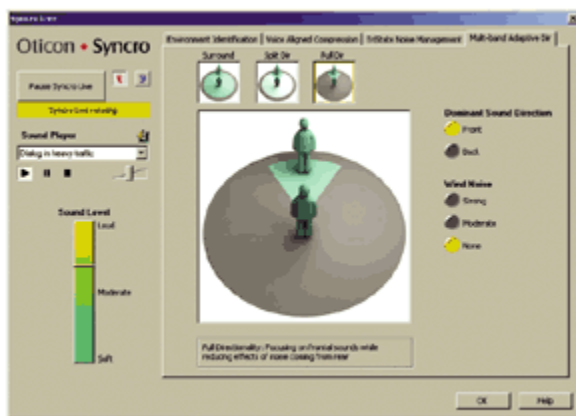 Syncro Live
Oticon • Syncro
Environment Identification
Voice Aligned Compression
TriState Noise Management
Multi-band Adaptive Dir
Surround
Split Dir
Full Dir
Pause Syncro Live
Sound Player
Dialog in heavy traffic
Sound Level
Loud
Moderate
Soft
Dominant Sound Direction
Front
Back
Wind Noise
Strong
Moderate
None
Full Directionality: Focusing on frontal sounds while
reducing effects of noise coming from rear
OK
Help